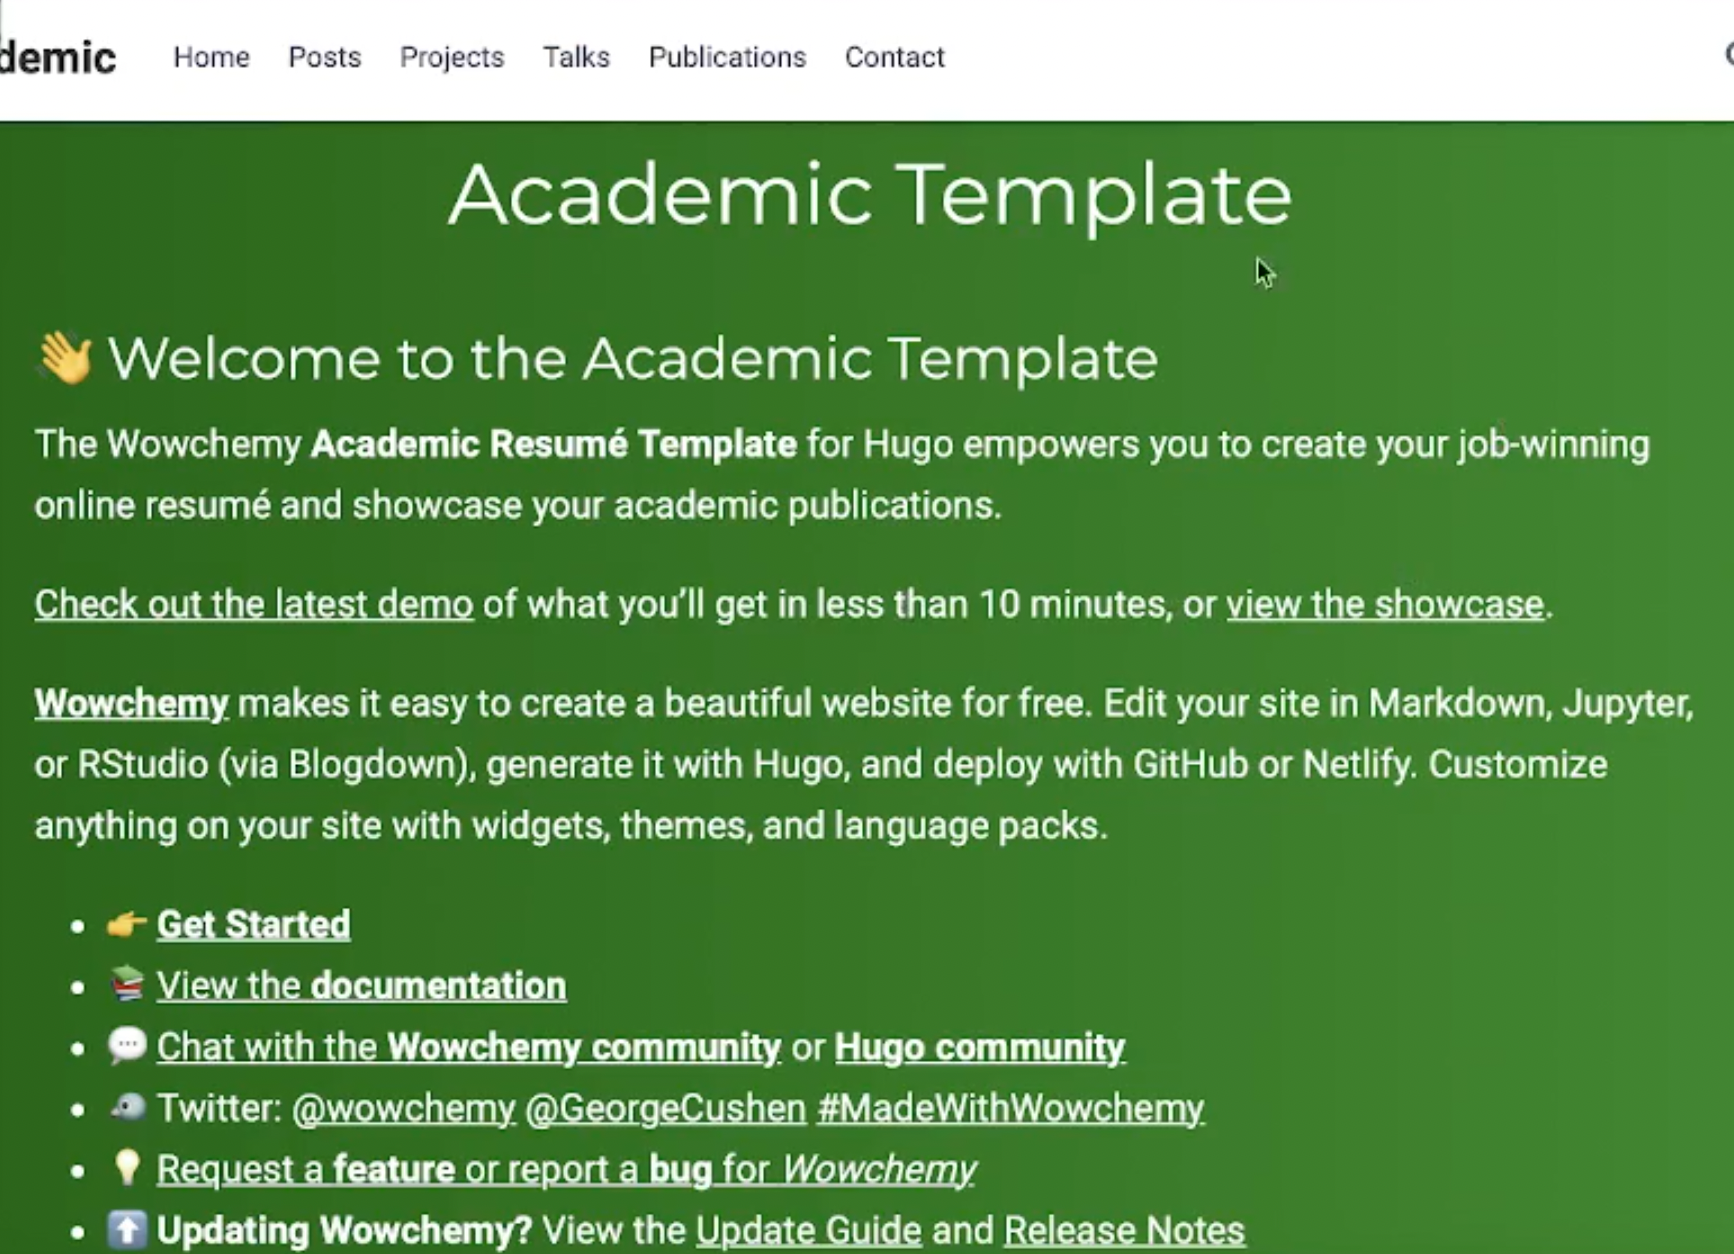 demic Home Posts Projects Talks Publications Contact
Academic Template
👋 Welcome to the Academic Template
The Wowchemy Academic Resumé Template for Hugo empowers you to create your job-winning
online resumé and showcase your academic publications.
Check out the latest demo of what you’ll get in less than 10 minutes, or view the showcase.
Wowchemy makes it easy to create a beautiful website for free. Edit your site in Markdown, Jupyter,
or RStudio (via Blogdown), generate it with Hugo, and deploy with GitHub or Netlify. Customize
anything on your site with widgets, themes, and language packs.
• 👉 Get Started
• 📚 View the documentation
• 💬 Chat with the Wowchemy community or Hugo community
• 🐦 Twitter: @wowchemy @GeorgeCushen #MadeWithWowchemy
• 💡 Request a feature or report a bug for Wowchemy
• ⬆️ Updating Wowchemy? View the Update Guide and Release Notes